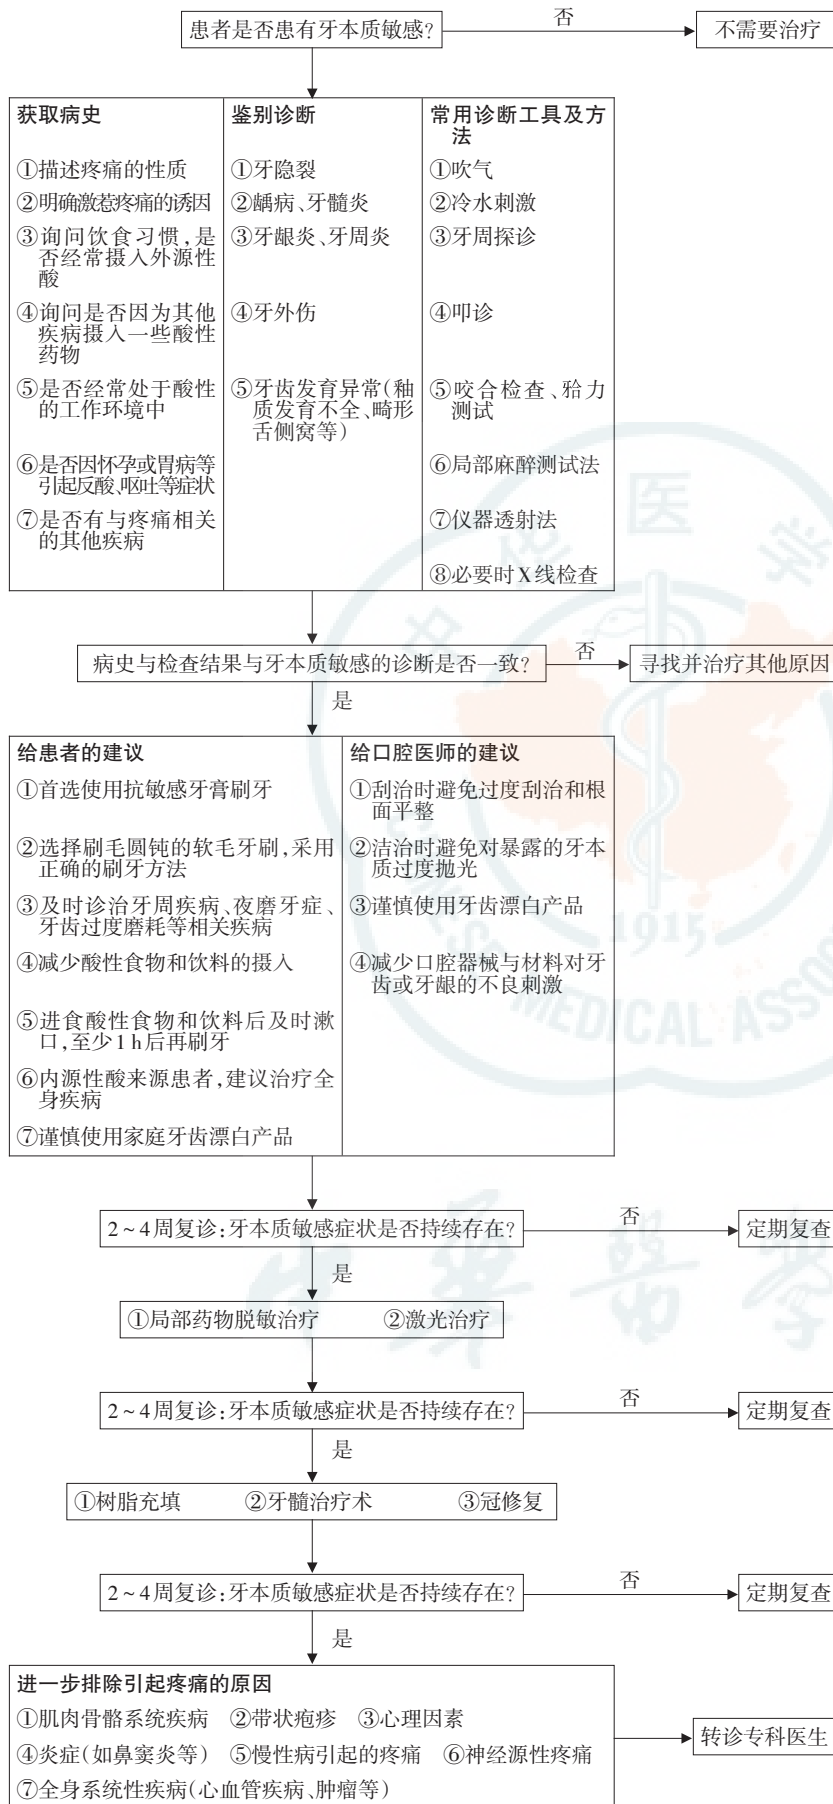 患者是否患有牙本质敏感?
否
不需要治疗
获取病史
①描述疼痛的性质
②明确激惹疼痛的诱因
③询问饮食习惯,是
否经常摄入外源性
酸
④询问是否因为其他
疾病摄入一些酸性
药物
⑤是否经常处于酸性
的工作环境中
⑥是否因怀孕或胃病等
引起反酸、呕吐等症状
⑦是否有与疼痛相关
的其他疾病
鉴别诊断
①牙隐裂
②龋病、牙髓炎
③牙龈炎、牙周炎
④牙外伤
⑤牙齿发育异常(釉
质发育不全、畸形
舌侧窝等)
常用诊断工具及方
法
①吹气
②冷水刺激
③牙周探诊
④叩诊
⑤咬合检查、𬌗力
测试
⑥局部麻醉测试法
⑦仪器透射法
⑧必要时X线检查
病史与检查结果与牙本质敏感的诊断是否一致?
否
寻找并治疗其他原因
是
给患者的建议
①首选使用抗敏感牙膏刷牙
②选择刷毛圆钝的软毛牙刷,采用
正确的刷牙方法
③及时诊治牙周疾病、夜磨牙症、
牙齿过度磨耗等相关疾病
④减少酸性食物和饮料的摄入
⑤进食酸性食物和饮料后及时漱
口,至少1 h后再刷牙
⑥内源性酸来源患者,建议治疗全
身疾病
⑦谨慎使用家庭牙齿漂白产品
给口腔医师的建议
①刮治时避免过度刮治和根
面平整
②洁治时避免对暴露的牙本
质过度抛光
③谨慎使用牙齿漂白产品
④减少口腔器械与材料对牙
齿或牙龈的不良刺激
2~4周复诊:牙本质敏感症状是否持续存在?
否
定期复查
是
①局部药物脱敏治疗 ②激光治疗
2~4周复诊:牙本质敏感症状是否持续存在?
否
定期复查
是
①树脂充填 ②牙髓治疗术 ③冠修复
2~4周复诊:牙本质敏感症状是否持续存在?
否
定期复查
是
进一步排除引起疼痛的原因
①肌肉骨骼系统疾病 ②带状疱疹 ③心理因素
④炎症(如鼻窦炎等) ⑤慢性病引起的疼痛 ⑥神经源性疼痛
⑦全身系统性疾病(心血管疾病、肿瘤等)
转诊专科医生
中华医学
1915
CHINESE MEDICAL ASSO
中华医学